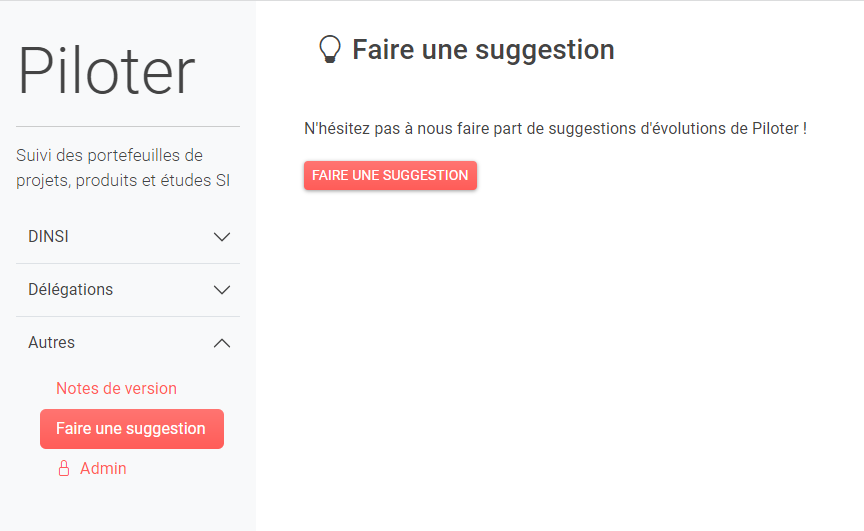 Piloter
Suivi des portefeuilles de
projets, produits et études SI
DINSI
Délégations
Autres
Notes de version
Faire une suggestion
Admin
Faire une suggestion
N'hésitez pas à nous faire part de suggestions d'évolutions de Piloter !
FAIRE UNE SUGGESTION